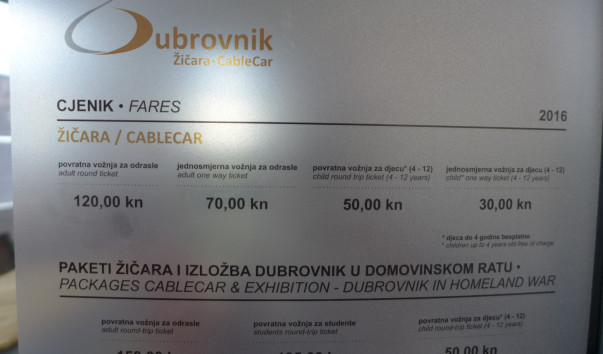 Dubrovnik
Žičara · CableCar
CJENIK • FARES
2016
ŽIČARA / CABLECAR
povratna vožnja za odrasle
adult round ticket
120,00 kn
jednosmjerna vožnja za odrasle
adult one way ticket
70,00 kn
povratna vožnja za djecu* (4 - 12)
child round trip ticket (4 - 12 years)
50,00 kn
jednosmjerna vožnja za djecu (4 - 12)
child* one way ticket (4 - 12 years)
30,00 kn
* djeca do 4 godine besplatno
* children up to 4 years old free of charge
PAKETI ŽIČARA I IZLOŽBA DUBROVNIK U DOMOVINSKOM RATU •
PACKAGES CABLECAR & EXHIBITION - DUBROVNIK IN HOMELAND WAR
povratna vožnja za odrasle
adult round-trip ticket
povratna vožnja za studente
students round-trip ticket
povratna vožnja za djecu* (4 - 12)
child round-trip ticket (4 - 12 years)
50,00 kn